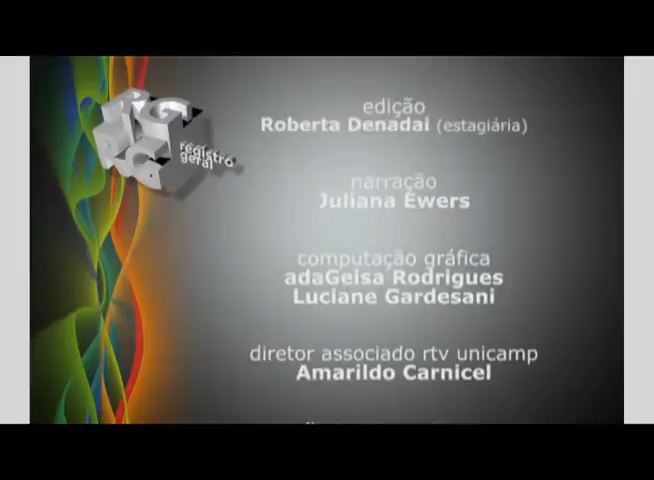 registro
geral
edição
Roberta Denadai (estagiária)
narração
Juliana Ewers
computação gráfica
adaGeisa Rodrigues
Luciane Gardesani
diretor associado rtv unicamp
Amarildo Carnicel